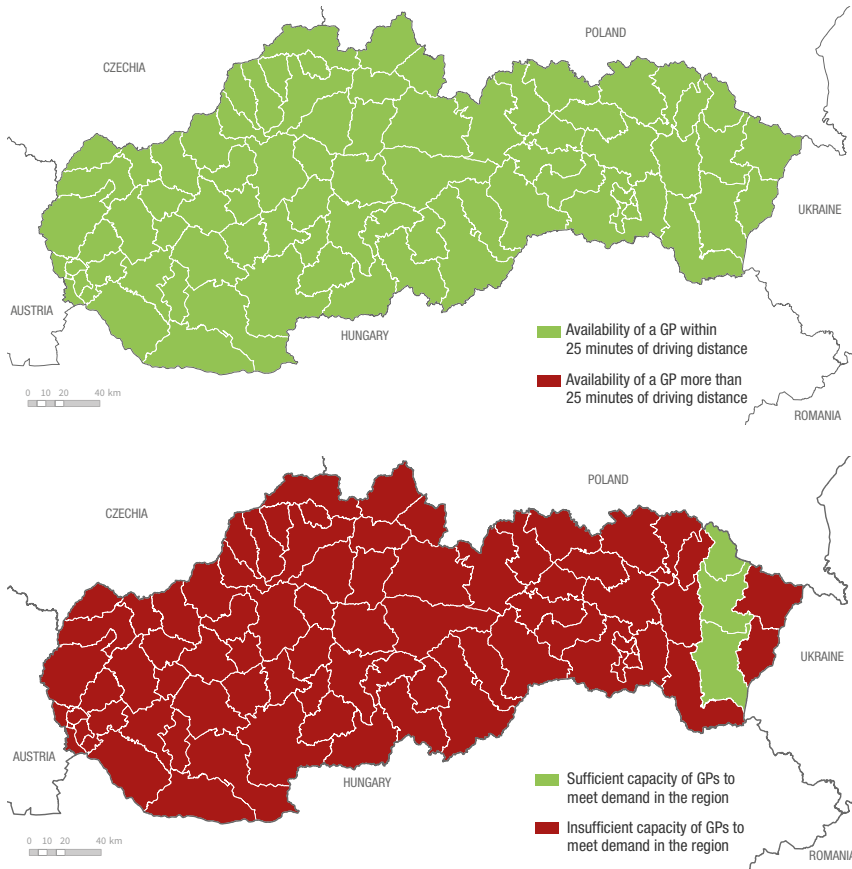 POLAND
CZECHIA
UKRAINE
AUSTRIA
HUNGARY
Availability of a GP within
25 minutes of driving distance
Availability of a GP more than
25 minutes of driving distance
0 10 20 40 km
ROMANIA
POLAND
CZECHIA
UKRAINE
AUSTRIA
HUNGARY
Sufficient capacity of GPs to
meet demand in the region
Insufficient capacity of GPs to
meet demand in the region
0 10 20 40 km
ROMANIA